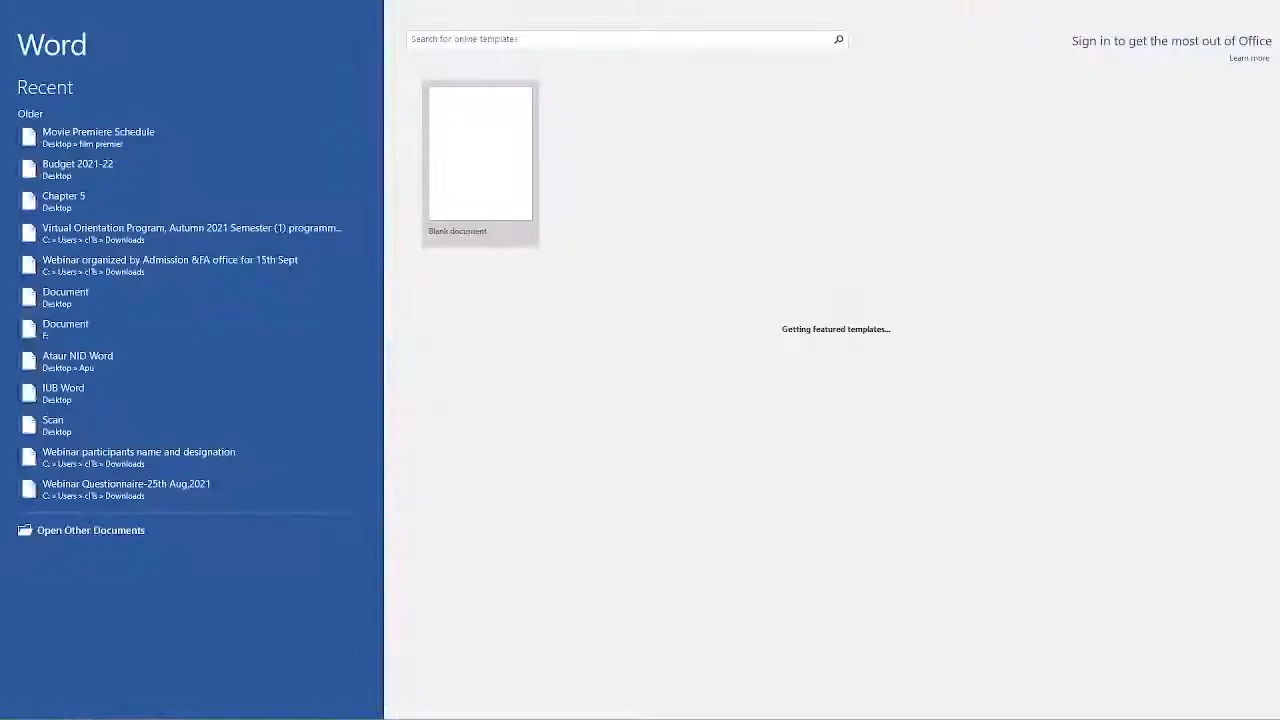 Word
Search for online templates
Sign in to get the most out of Office
Learn more
Recent
Older
Movie Premiere Schedule
Desktop » film premier
Budget 2021-22
Desktop
Chapter 5
Desktop
Virtual Orientation Program, Autumn 2021 Semester (1) programm...
C: » Users » » Downloads
Webinar organized by Admission &FA office for 15th Sept
C: » Users » » Downloads
Document
Desktop
Document
F:
Ataur NID Word
Desktop » Apu
IUB Word
Desktop
Scan
Desktop
Webinar participants name and designation
C: » Users » » Downloads
Webinar Questionnaire-25th Aug,2021
C: » Users » » Downloads
Open Other Documents
Blank document
Getting featured templates...